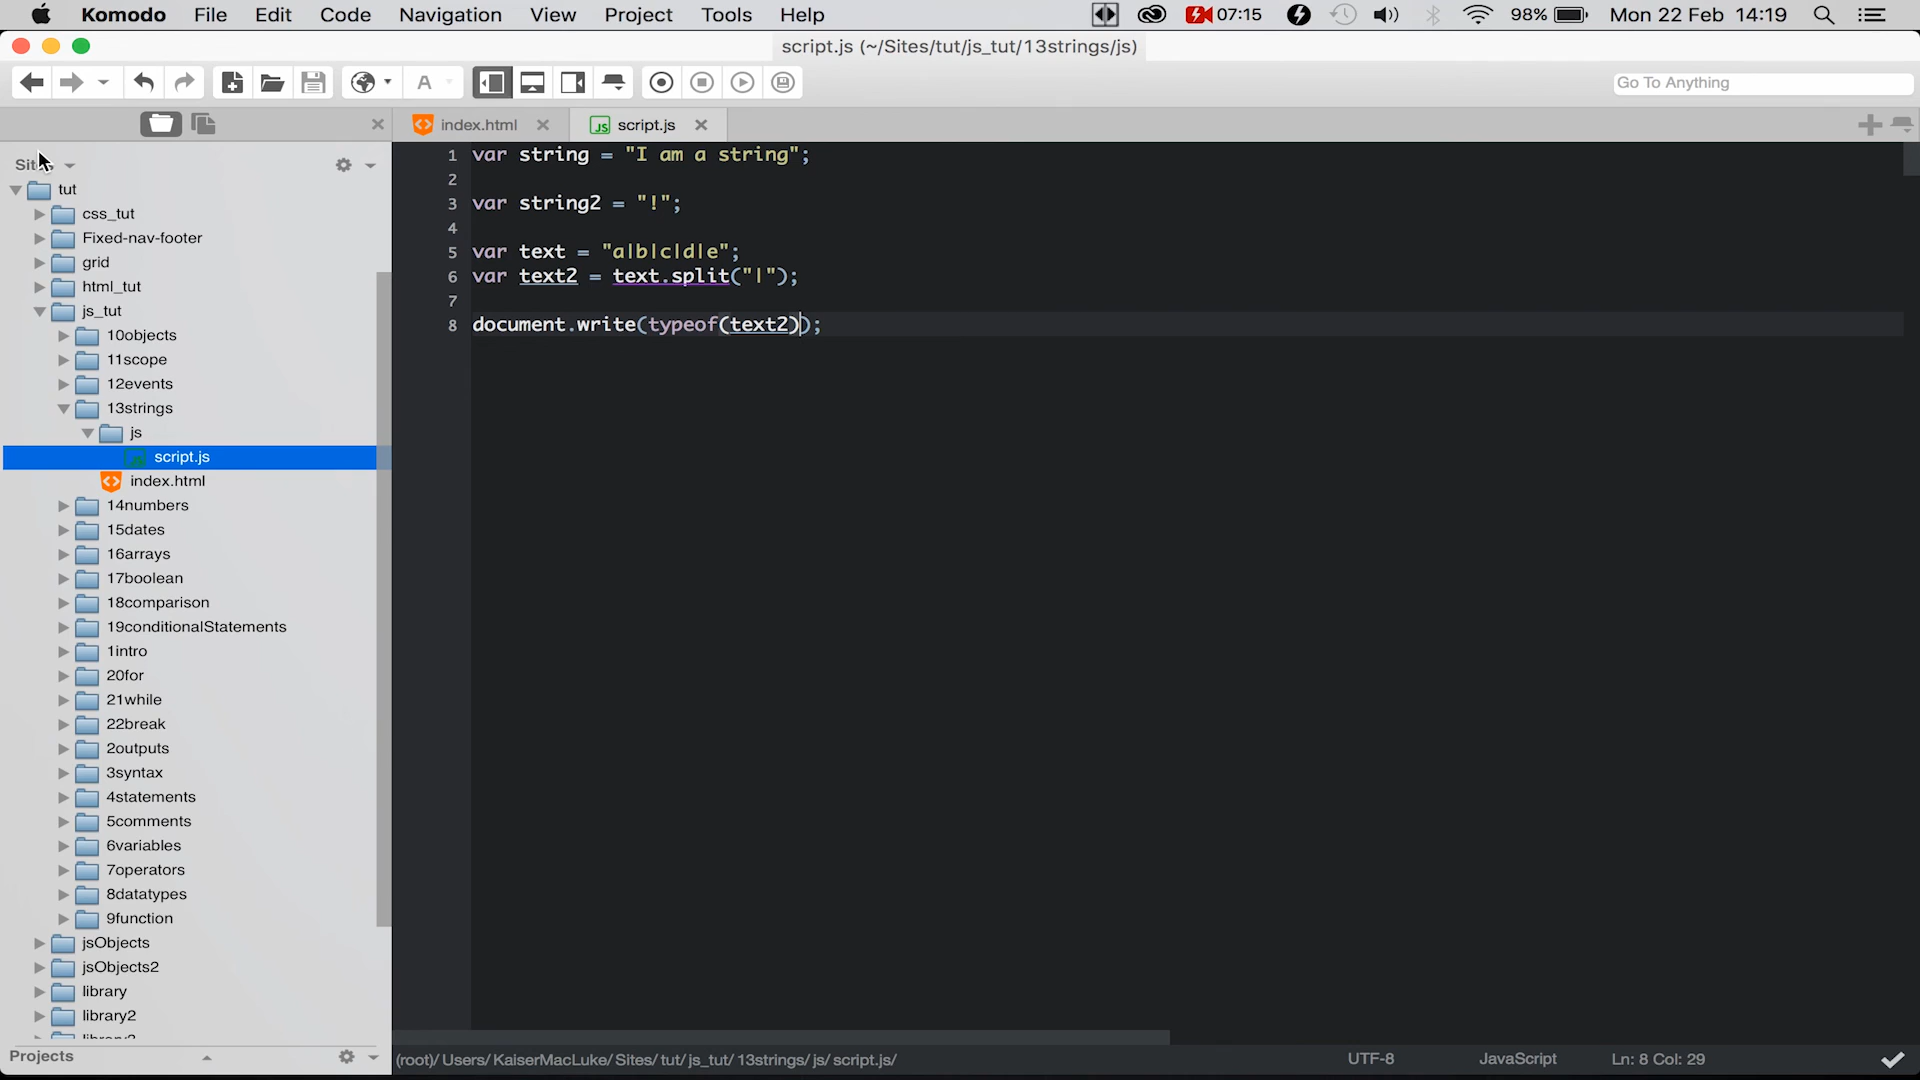 Komodo File Edit Code Navigation View Project Tools Help 07:15 98% Mon 22 Feb 14:19
script.js (~/Sites/tut/js_tut/13strings/js)
A Go To Anything
index.html JS script.js
tut
css_tut
Fixed-nav-footer
grid
html_tut
js_tut
10objects
11scope
12events
13strings
js
script.js
index.html
14numbers
15dates
16arrays
17boolean
18comparison
19conditionalStatements
1intro
20for
21while
22break
2outputs
3syntax
4statements
5comments
6variables
7operators
8datatypes
9function
jsObjects
jsObjects2
library
library2
Projects
1 var string = "I am a string";
2
3 var string2 = "!";
4
5 var text = "a|b|c|d|e";
6 var text2 = text.split("|");
7
8 document.write(typeof(text2));
(root)/ Users/ KaiserMacLuke/ Sites/ tut/ js_tut/ 13strings/ js/ script.js/ UTF-8 JavaScript Ln: 8 Col: 29